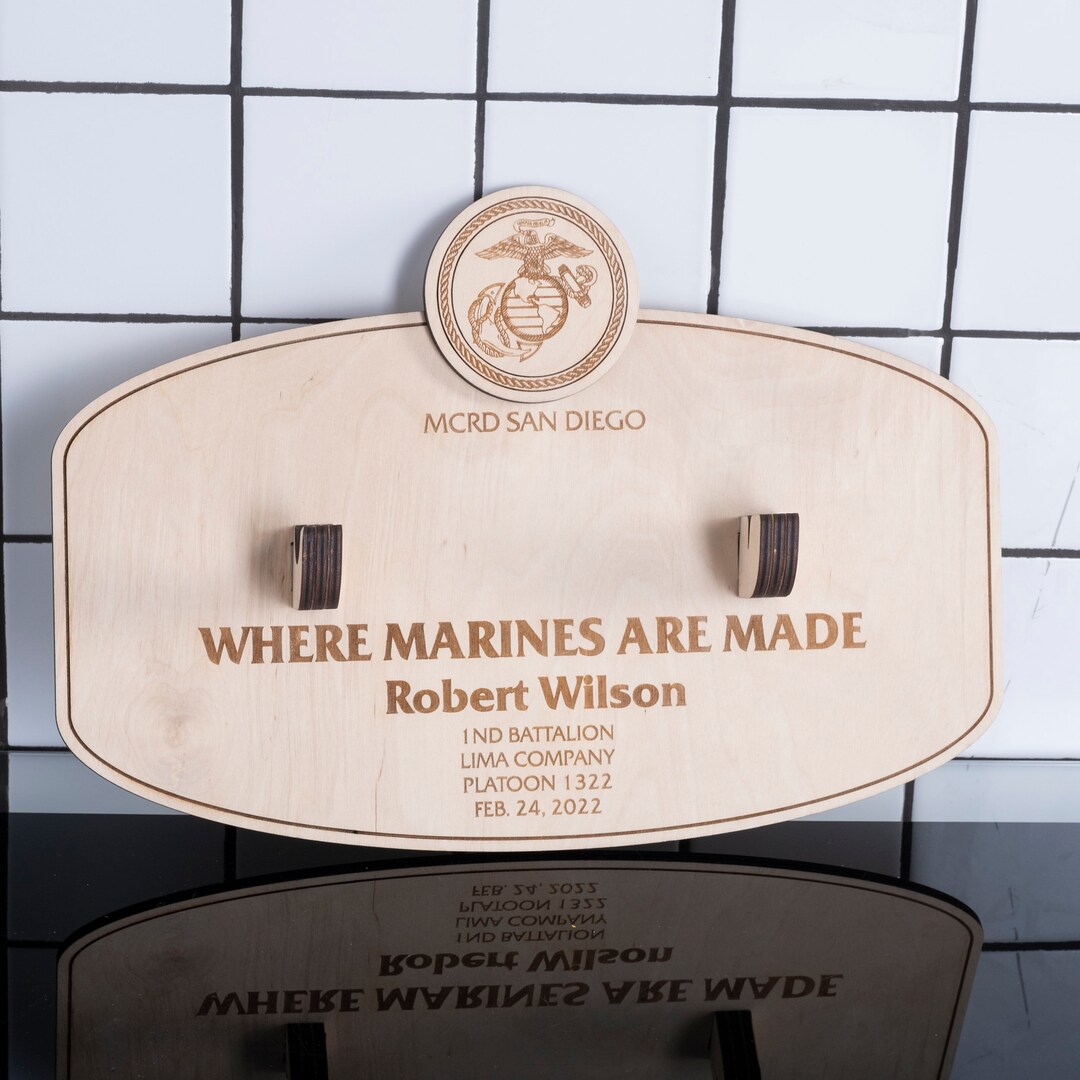 MCRD SAN DIEGO
WHERE MARINES ARE MADE
Robert Wilson
1ND BATTALION
LIMA COMPANY
PLATOON 1322
FEB. 24, 2022